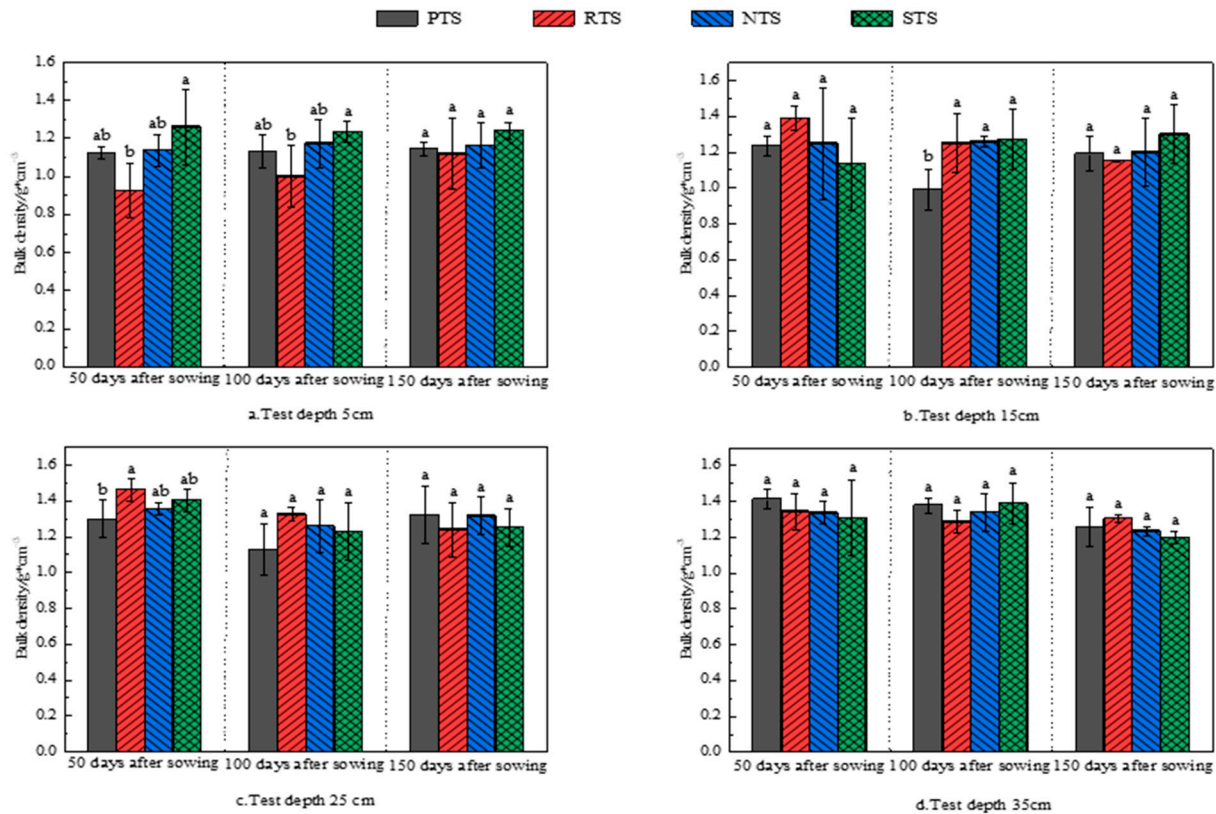 PTS RTS NTS STS
Bulk density/g*cm-3
1.6
1.4
1.2
1.0
0.8
0.6
0.4
0.2
0.0
ab b ab a
ab b ab a
a a a a
50 days after sowing 100 days after sowing 150 days after sowing
a.Test depth 5cm
Bulk density/g*cm-3
1.6
1.4
1.2
1.0
0.8
0.6
0.4
0.2
0.0
a a a a
b a a a
a a a a
50 days after sowing 100 days after sowing 150 days after sowing
b.Test depth 15cm
Bulk density/g*cm-3
1.6
1.4
1.2
1.0
0.8
0.6
0.4
0.2
0.0
b a ab ab
a a a a
a a a a
50 days after sowing 100 days after sowing 150 days after sowing
c.Test depth 25 cm
Bulk density/g*cm-3
1.6
1.4
1.2
1.0
0.8
0.6
0.4
0.2
0.0
a a a a
a a a a
a a a a
50 days after sowing 100 days after sowing 150 days after sowing
d.Test depth 35cm